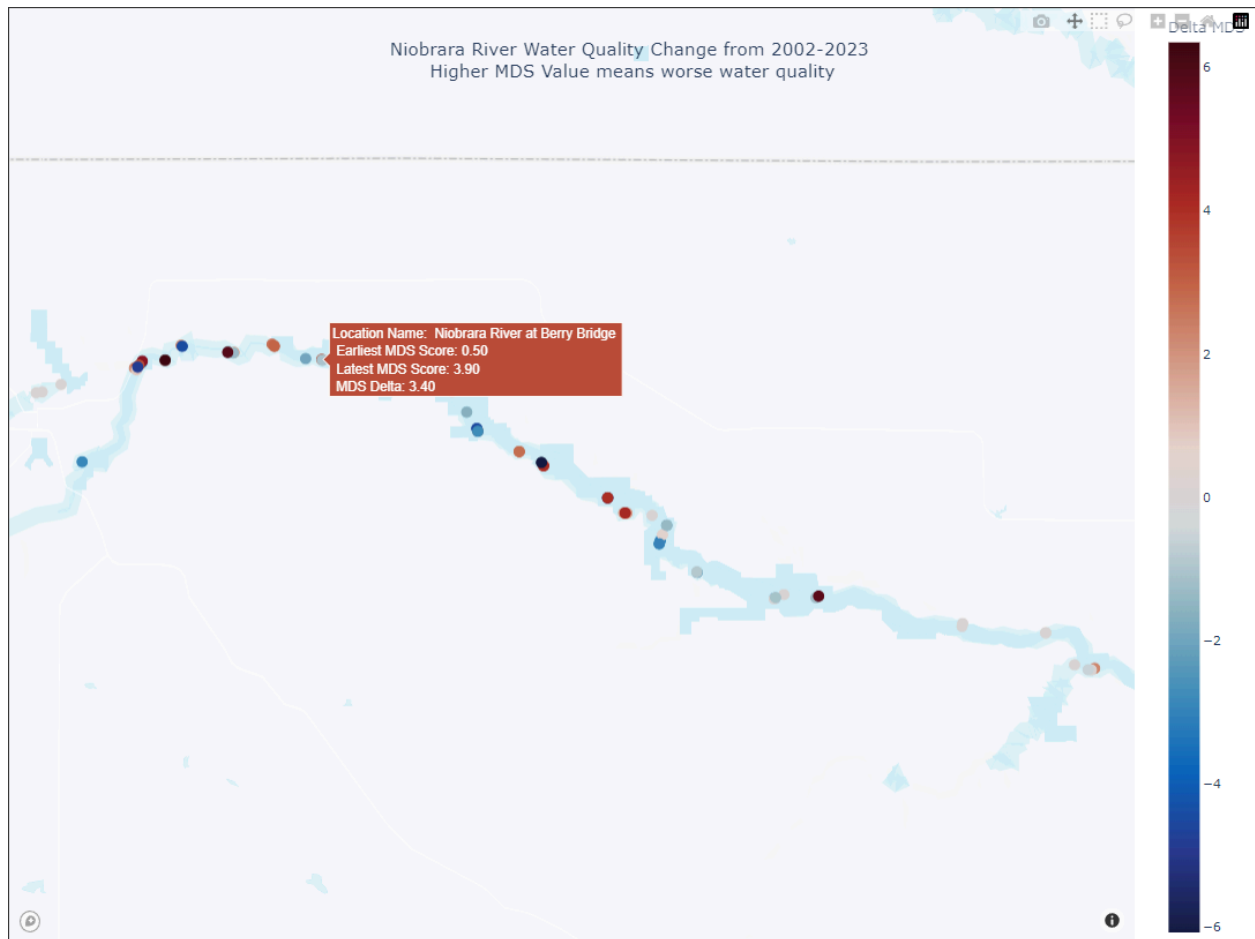 Niobrara River Water Quality Change from 2002-2023
Higher MDS Value means worse water quality
Delta MDS
6
4
2
0
−2
−4
−6
Location Name: Niobrara River at Berry Bridge
Earliest MDS Score: 0.50
Latest MDS Score: 3.90
MDS Delta: 3.40